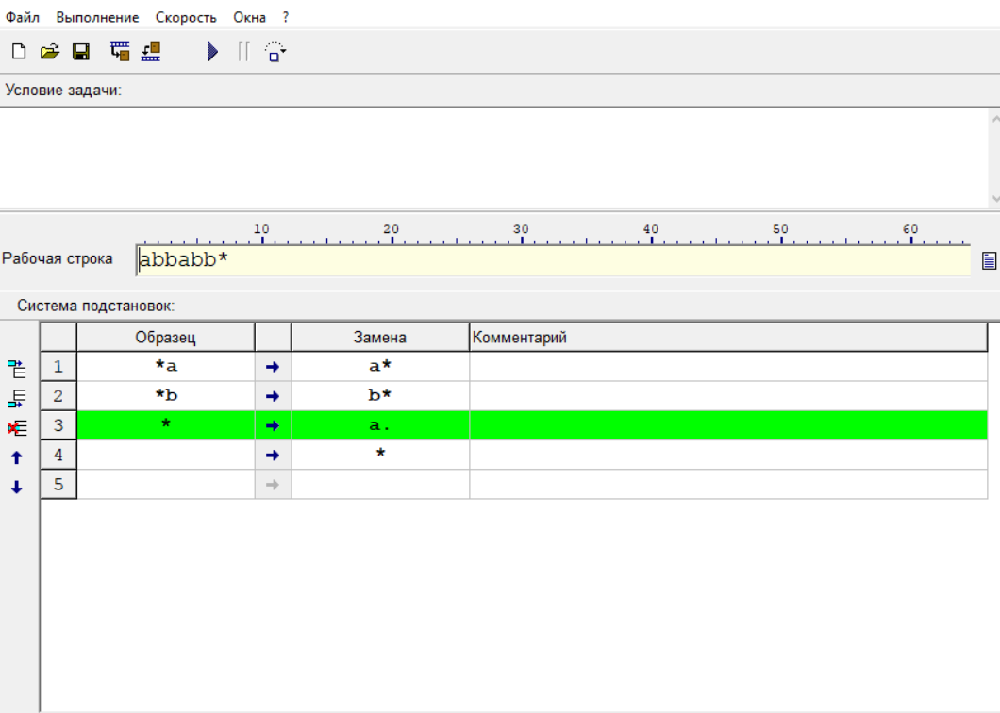 Файл Выполнение Скорость Окна ?
Условие задачи:
10 20 30 40 50 60
Рабочая строка abbabb*
Система подстановок:
Образец Замена Комментарий
1 *a → a*
2 *b → b*
3 * → a.
4 → *
5 →